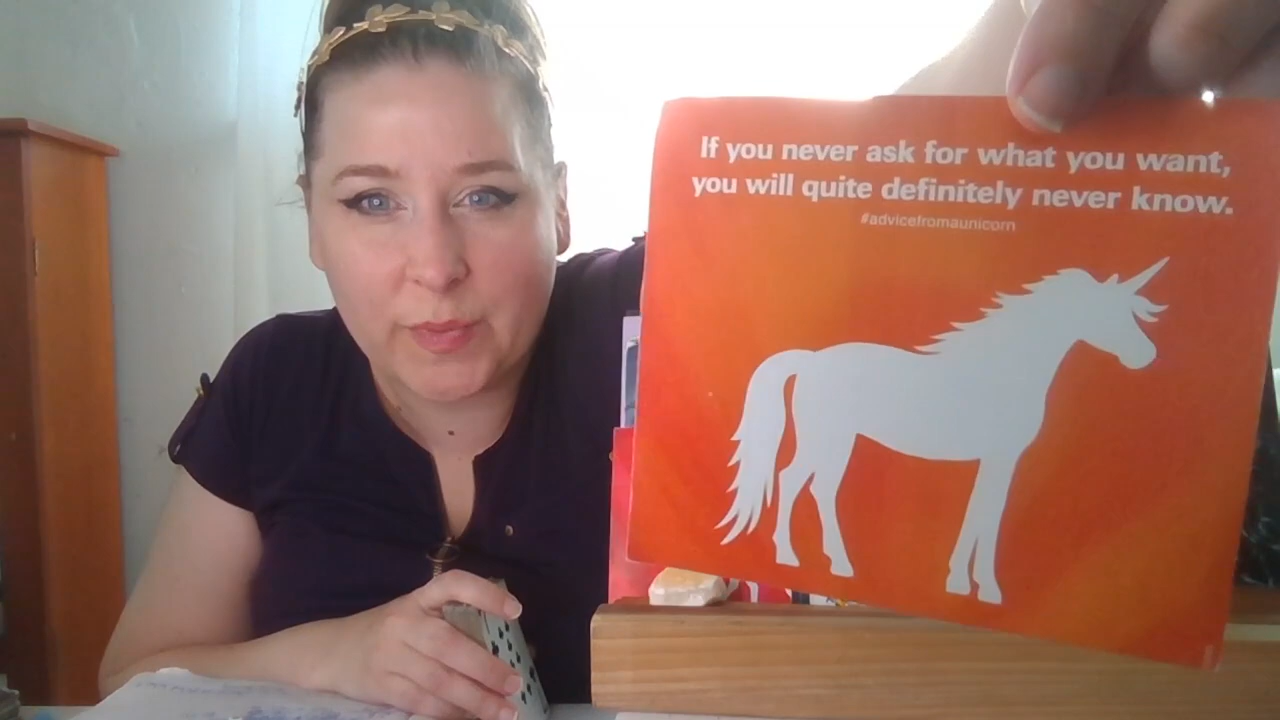 If you never ask for what you want,
you will quite definitely never know.
#advicefromaunicorn